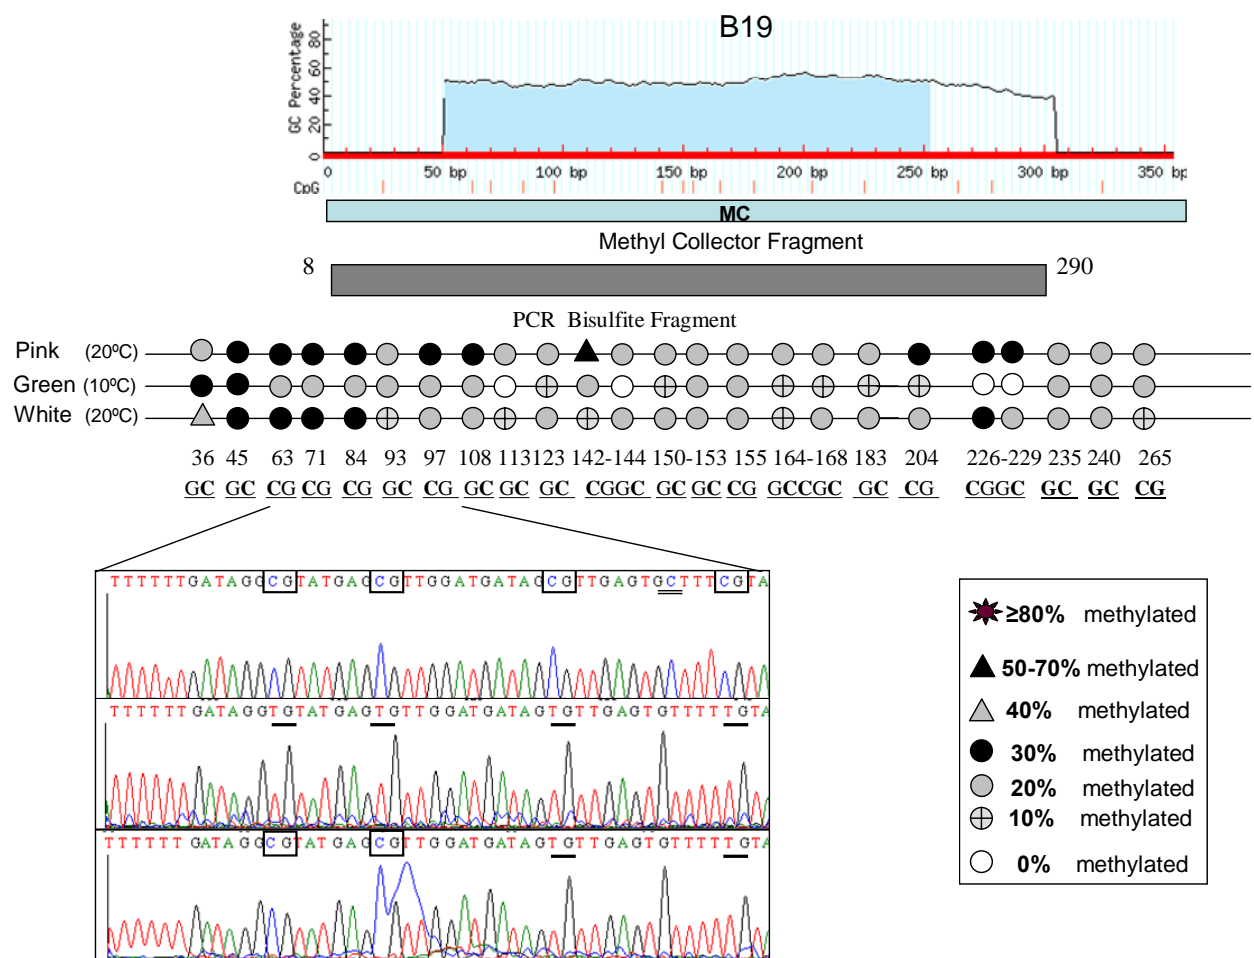 B19
GC Percentage
80
60
40
20
0
0 50 bp 100 bp 150 bp 200 bp 250 bp 300 bp 350 bp
CpG
MC
Methyl Collector Fragment
8 290
PCR Bisulfite Fragment
Pink (20ºC)
Green (10ºC)
White (20ºC)
36 45 63 71 84 93 97 108 113 123 142-144 150-153 155 164-168 183 204 226-229 235 240 265
GC GC CG CG CG GC CG GC GC GC CGGC GC GC CG GCCGC GC CG CGGC GC GC CG
TTTTTTGATAGGCGTATGAGCGTTGGATGATAGCGTTGAGTGCTTTCGTA
TTTTTTGATAGGTGTATGAGTGTTGGATGATAGTGTTGAGTGTTTTTGTA
TTTTTTGATAGGCGTATGAGCGTTGGATGATAGTGTTGAGTGTTTTTGTA
≥80% methylated
50-70% methylated
40% methylated
30% methylated
20% methylated
10% methylated
0% methylated